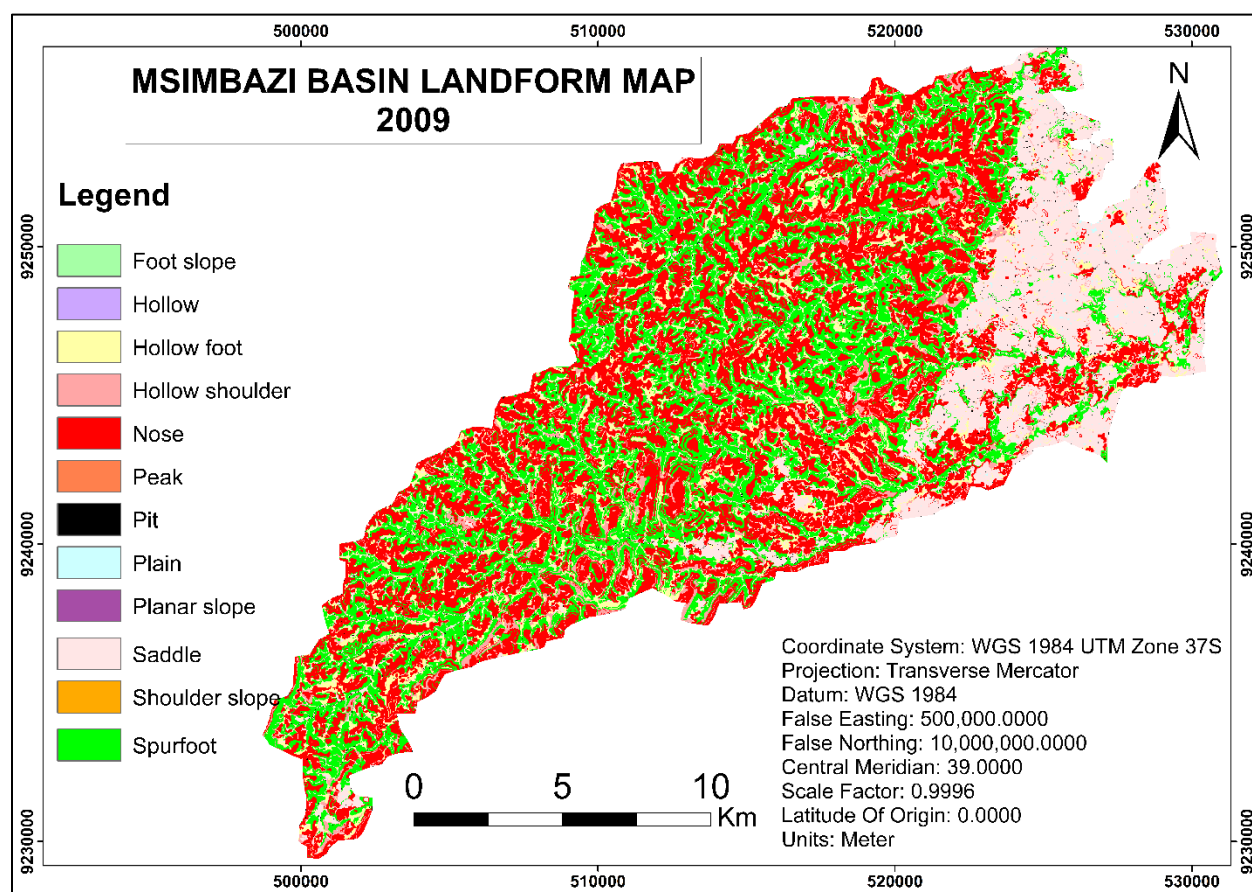 500000 510000 520000 530000
MSIMBAZI BASIN LANDFORM MAP
2009
N
Legend
Foot slope
Hollow
Hollow foot
Hollow shoulder
Nose
Peak
Pit
Plain
Planar slope
Saddle
Shoulder slope
Spurfoot
9250000
9240000
9230000
9250000
9240000
9230000
0 5 10
Km
Coordinate System: WGS 1984 UTM Zone 37S
Projection: Transverse Mercator
Datum: WGS 1984
False Easting: 500,000.0000
False Northing: 10,000,000.0000
Central Meridian: 39.0000
Scale Factor: 0.9996
Latitude Of Origin: 0.0000
Units: Meter
500000 510000 520000 530000